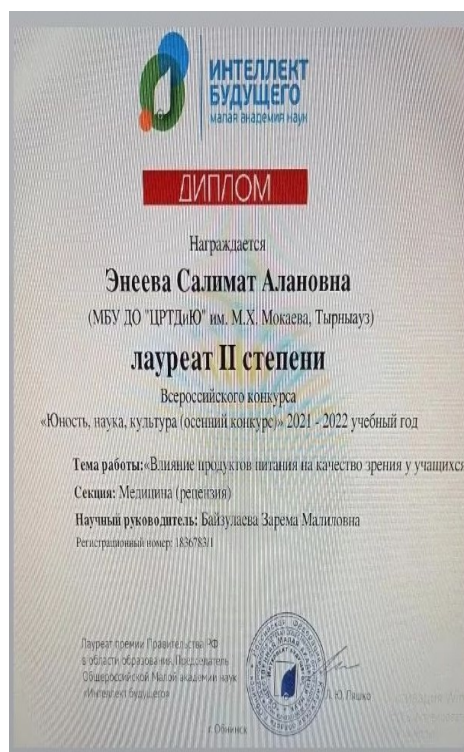 ИНТЕЛЛЕКТ
БУДУЩЕГО
малая академия наук
ДИПЛОМ
Награждается
Энеева Салимат Алановна
(МБУ ДО "ЦРТДиЮ" им. М.Х. Мокаева, Тырныауз)
лауреат II степени
Всероссийского конкурса
«Юность, наука, культура (осенний конкурс)» 2021 - 2022 учебный год
Тема работы:«Влияние продуктов питания на качество зрения у учащихся
Секция: Медицина (рецензия)
Научный руководитель: Байзулаева Зарема Малиловна
Регистрационный номер: 1836783/1
Лауреат премии Правительства РФ
в области образования, Председатель
Общероссийской Малой академии наук
«Интеллект будущего»
Л. Ю. Ляшко
г. Обнинск